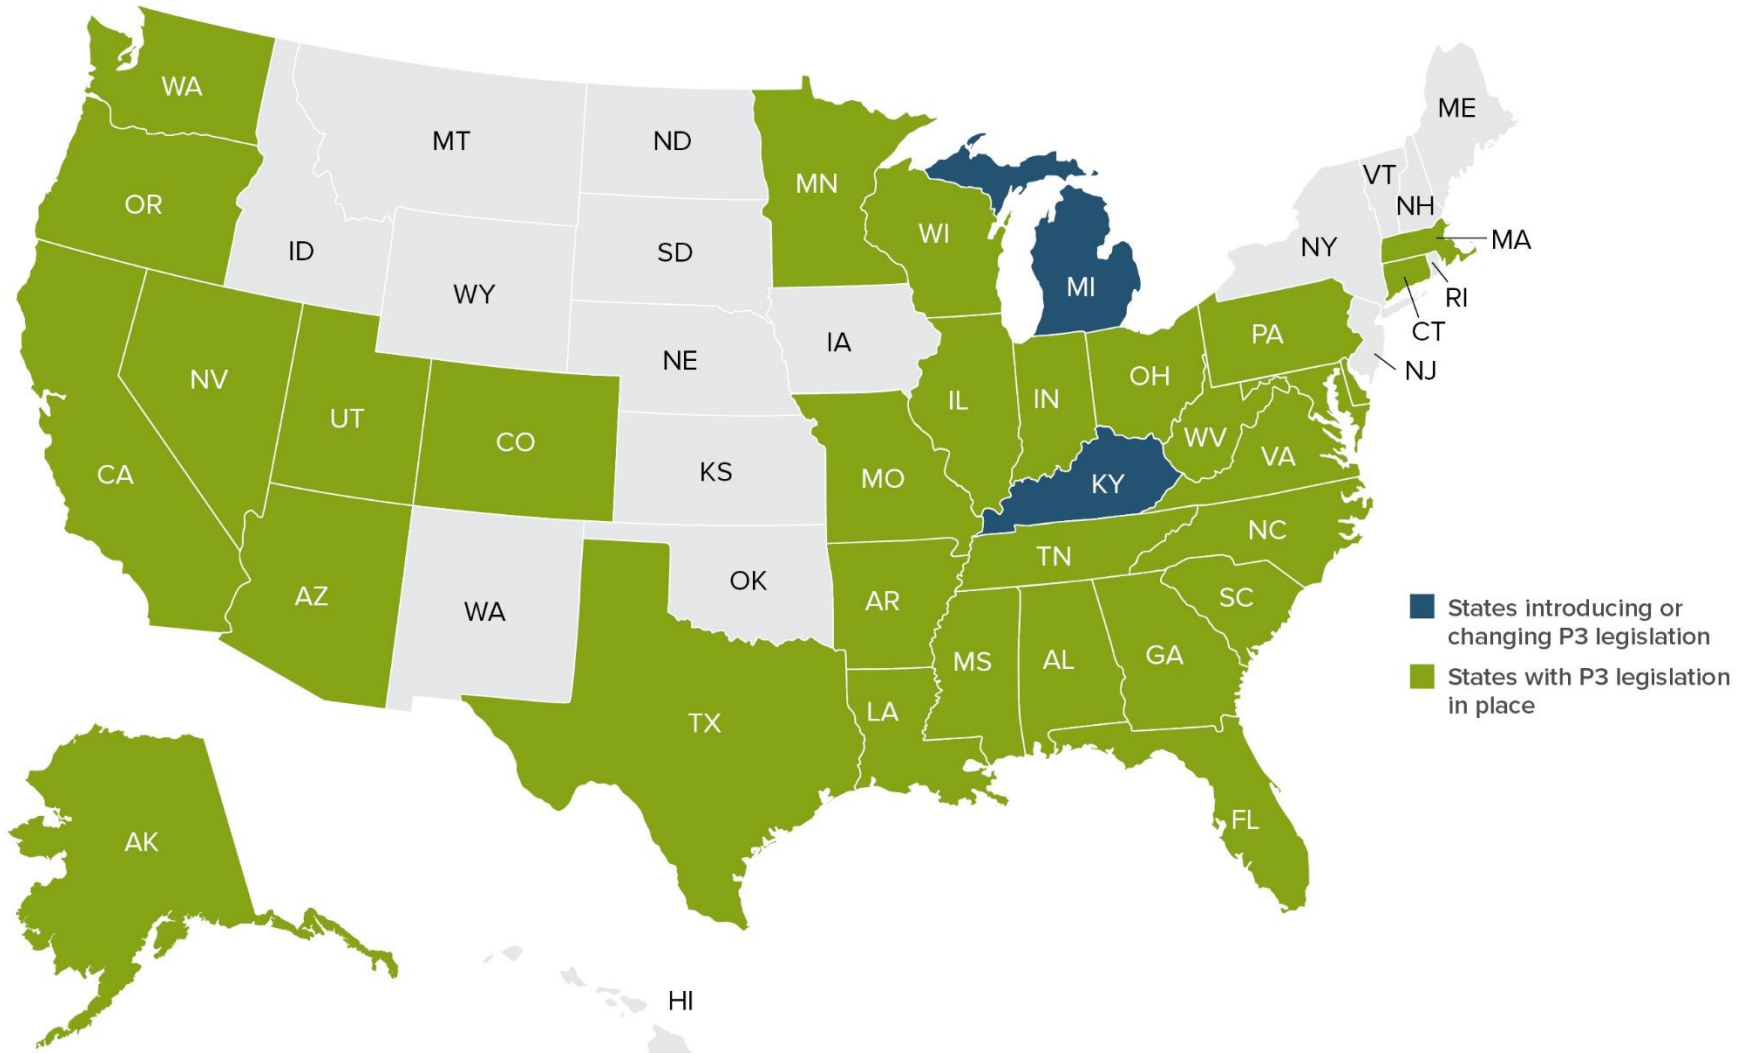 WA
MT
ND
MN
ME
OR
ID
SD
WI
VT
NH
NY
MA
WY
MI
RI
IA
CT
PA
NE
NJ
NV
OH
UT
IL
IN
CO
WV
CA
KS
MO
KY
VA
NC
TN
AZ
WA
OK
AR
SC
MS
AL
GA
LA
TX
FL
AK
HI
States introducing or
changing P3 legislation
States with P3 legislation
in place